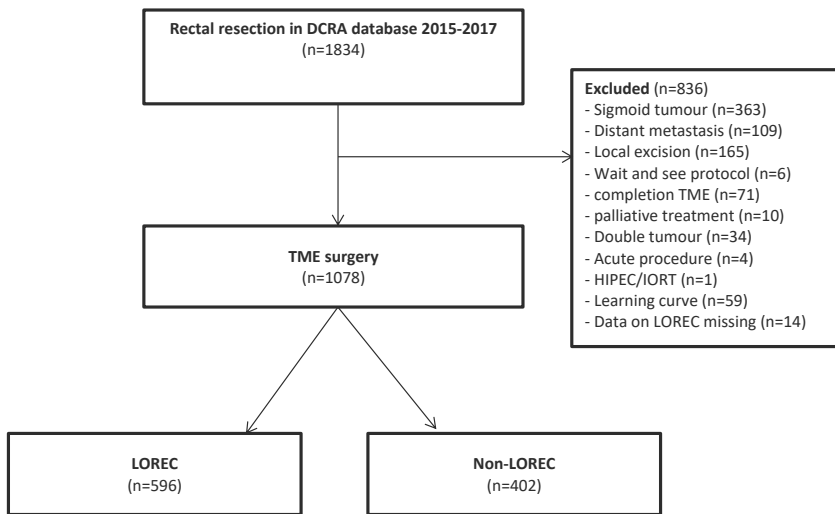 Rectal resection in DCRA database 2015-2017
(n=1834)
Excluded (n=836)
- Sigmoid tumour (n=363)
- Distant metastasis (n=109)
- Local excision (n=165)
- Wait and see protocol (n=6)
- completion TME (n=71)
- palliative treatment (n=10)
- Double tumour (n=34)
- Acute procedure (n=4)
- HIPEC/IORT (n=1)
- Learning curve (n=59)
- Data on LOREC missing (n=14)
TME surgery
(n=1078)
LOREC
(n=596)
Non-LOREC
(n=402)